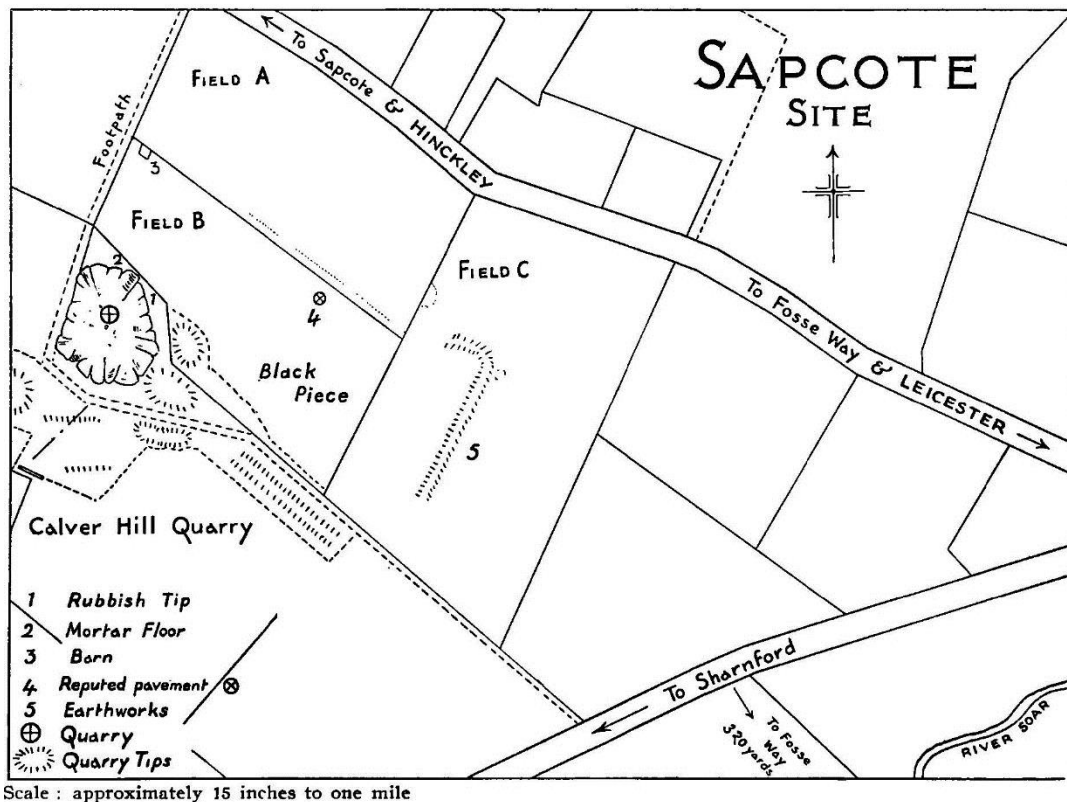 SAPCOTE
SITE
To Sapcote & HINCKLEY
FIELD A
Footpath
3
FIELD B
FIELD C
2
1
4
To Fosse Way & LEICESTER
Black
Piece
5
Calver Hill Quarry
To Sharnford
To Fosse
Way
320 yards
RIVER SOAR
1 Rubbish Tip
2 Mortar Floor
3 Barn
4 Reputed pavement
5 Earthworks
Quarry
Quarry Tips
Scale : approximately 15 inches to one mile